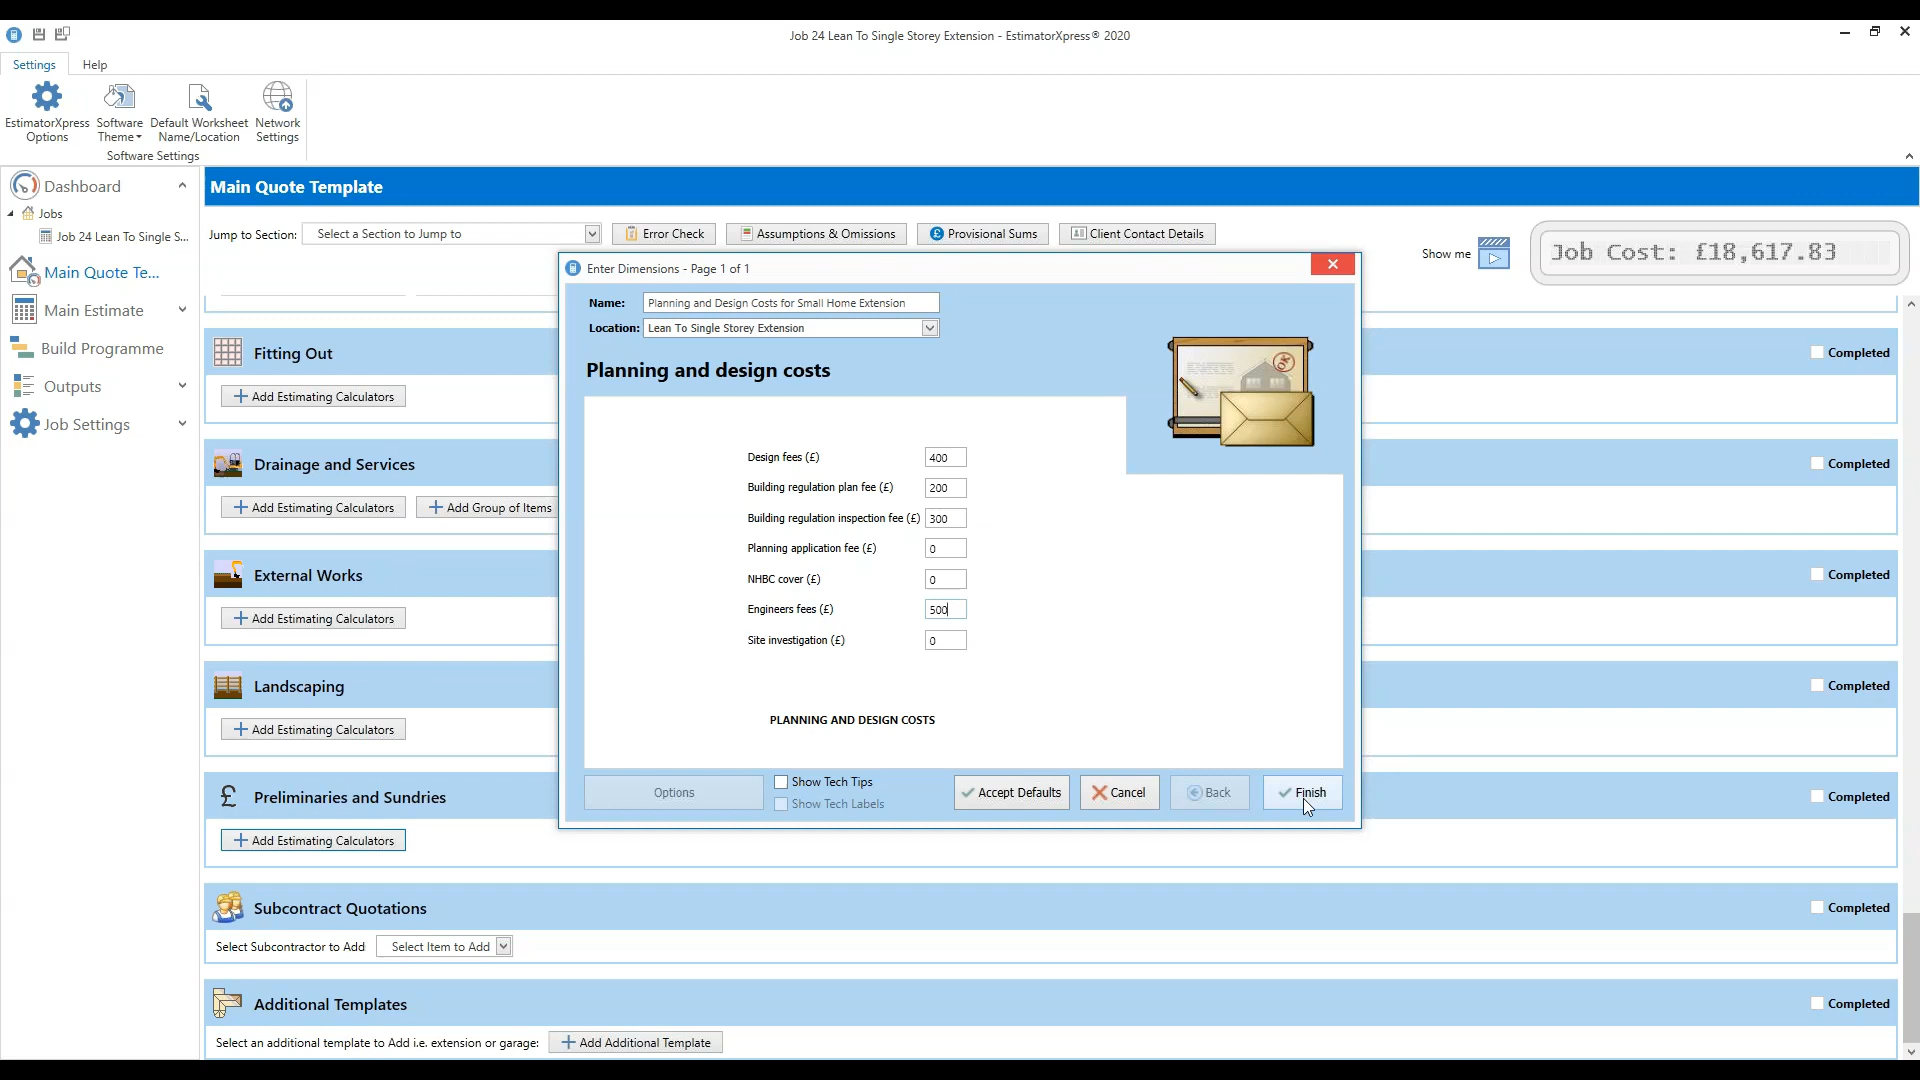 Job 24 Lean To Single Storey Extension - EstimatorXpress® 2020
Settings
Help
EstimatorXpress
Options
Software
Theme
Default Worksheet
Name/Location
Network
Settings
Software Settings
Dashboard
Jobs
Job 24 Lean To Single S...
Main Quote Te...
Main Estimate
Build Programme
Outputs
Job Settings
Main Quote Template
Jump to Section:
Select a Section to Jump to
Error Check
Assumptions & Omissions
Provisional Sums
Client Contact Details
Show me
Job Cost: £18,617.83
Fitting Out
Completed
Add Estimating Calculators
Drainage and Services
Completed
Add Estimating Calculators
Add Group of Items
External Works
Completed
Add Estimating Calculators
Landscaping
Completed
Add Estimating Calculators
Preliminaries and Sundries
Completed
Add Estimating Calculators
Subcontract Quotations
Completed
Select Subcontractor to Add
Select Item to Add
Additional Templates
Completed
Select an additional template to Add i.e. extension or garage:
Add Additional Template
Enter Dimensions - Page 1 of 1
Name: Planning and Design Costs for Small Home Extension
Location: Lean To Single Storey Extension
Planning and design costs
OK
Design fees (£) 400
Building regulation plan fee (£) 200
Building regulation inspection fee (£) 300
Planning application fee (£) 0
NHBC cover (£) 0
Engineers fees (£) 500
Site investigation (£) 0
PLANNING AND DESIGN COSTS
Options
Show Tech Tips
Show Tech Labels
Accept Defaults
Cancel
Back
Finish